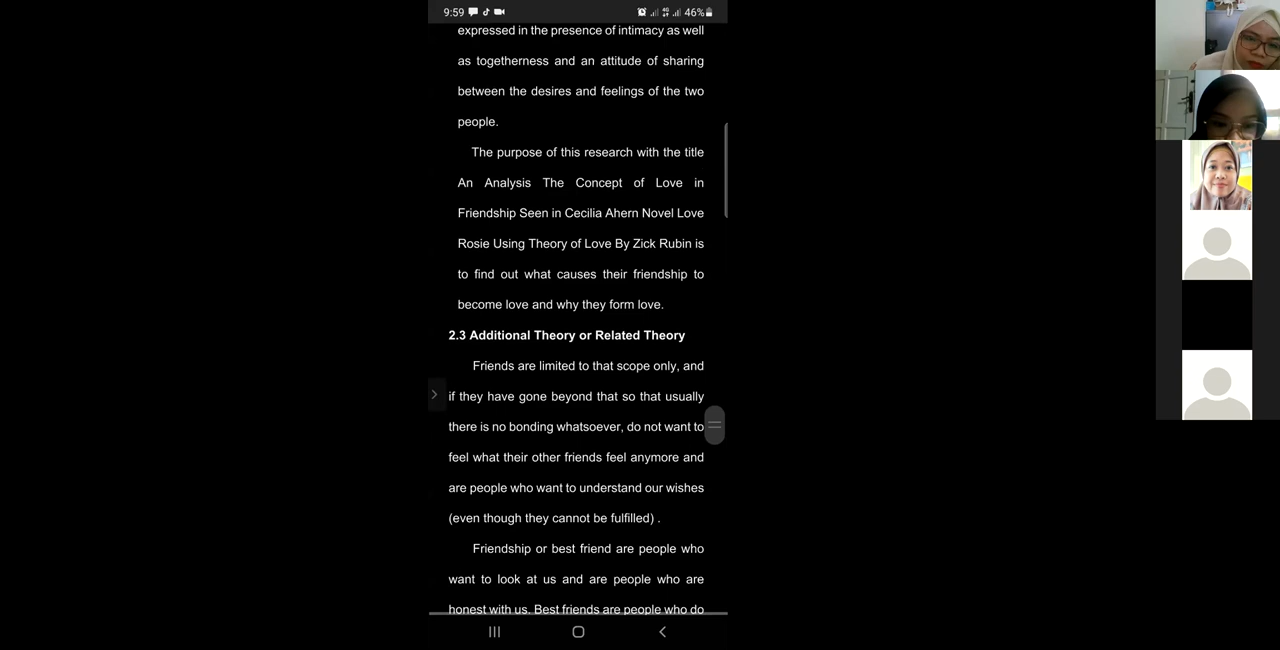 9:59
4G
46%
expressed in the presence of intimacy as well
as togetherness and an attitude of sharing
between the desires and feelings of the two
people.
The purpose of this research with the title
An Analysis The Concept of Love in
Friendship Seen in Cecilia Ahern Novel Love
Rosie Using Theory of Love By Zick Rubin is
to find out what causes their friendship to
become love and why they form love.
2.3 Additional Theory or Related Theory
Friends are limited to that scope only, and
if they have gone beyond that so that usually
there is no bonding whatsoever, do not want to
feel what their other friends feel anymore and
are people who want to understand our wishes
(even though they cannot be fulfilled) .
Friendship or best friend are people who
want to look at us and are people who are
honest with us. Best friends are people who do